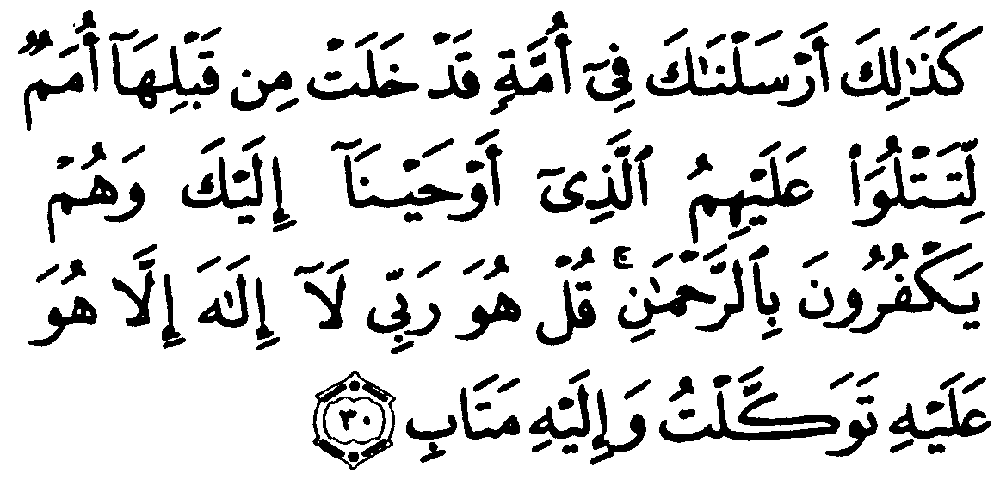 كَذَٰلِكَ أَرْسَلْنَٰكَ فِىٓ أُمَّةٍ قَدْ خَلَتْ مِن قَبْلِهَآ أُمَمٌ
لِّتَتْلُوَا۟ عَلَيْهِمُ ٱلَّذِىٓ أَوْحَيْنَآ إِلَيْكَ وَهُمْ
يَكْفُرُونَ بِٱلرَّحْمَٰنِ ۚ قُلْ هُوَ رَبِّى لَآ إِلَٰهَ إِلَّا هُوَ
عَلَيْهِ تَوَكَّلْتُ وَإِلَيْهِ مَتَابِ ٣٠